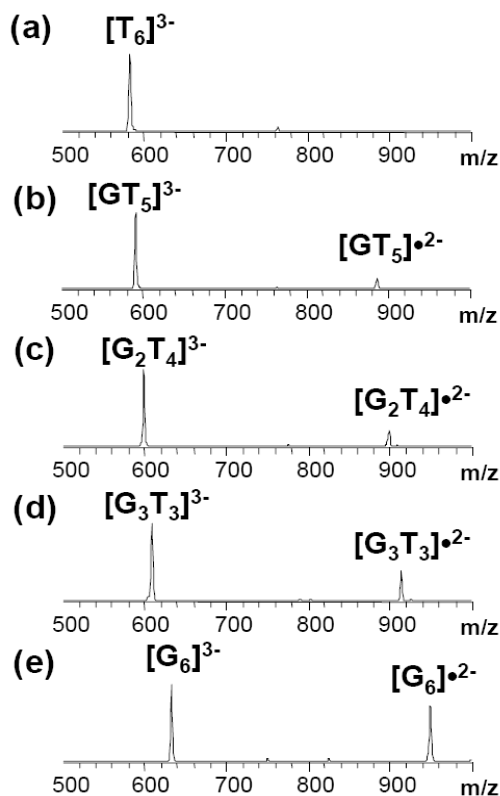 (a) [T₆]³⁻
500 600 700 800 900 m/z
(b) [GT₅]³⁻ [GT₅]•²⁻
500 600 700 800 900 m/z
(c) [G₂T₄]³⁻ [G₂T₄]•²⁻
500 600 700 800 900 m/z
(d) [G₃T₃]³⁻ [G₃T₃]•²⁻
500 600 700 800 900 m/z
(e) [G₆]³⁻ [G₆]•²⁻
500 600 700 800 900 m/z